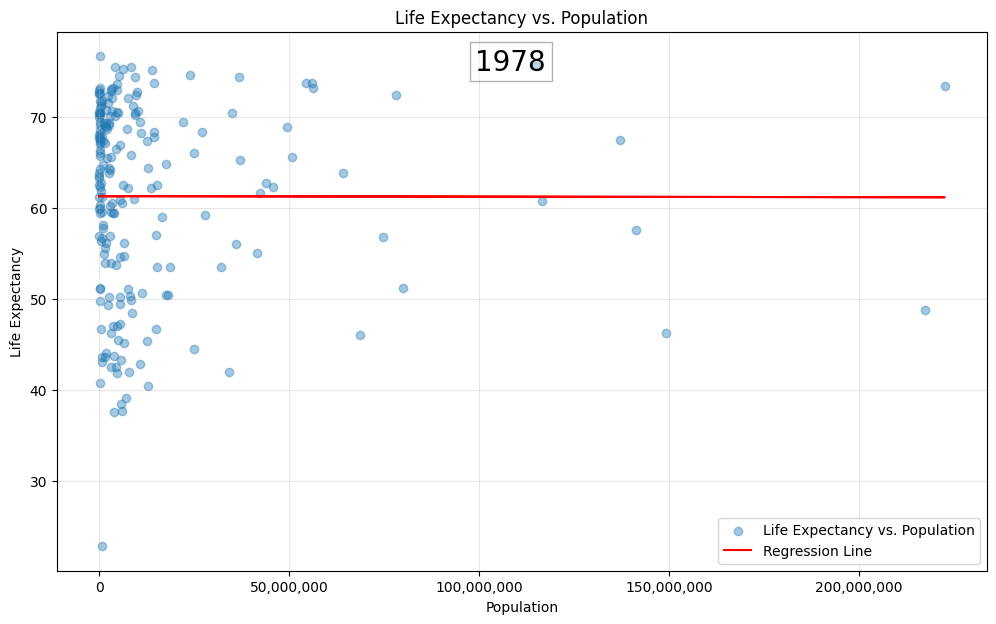 Life Expectancy vs. Population
1978
Life Expectancy
70
60
50
40
30
0
50,000,000
100,000,000
150,000,000
200,000,000
Population
Life Expectancy vs. Population
Regression Line